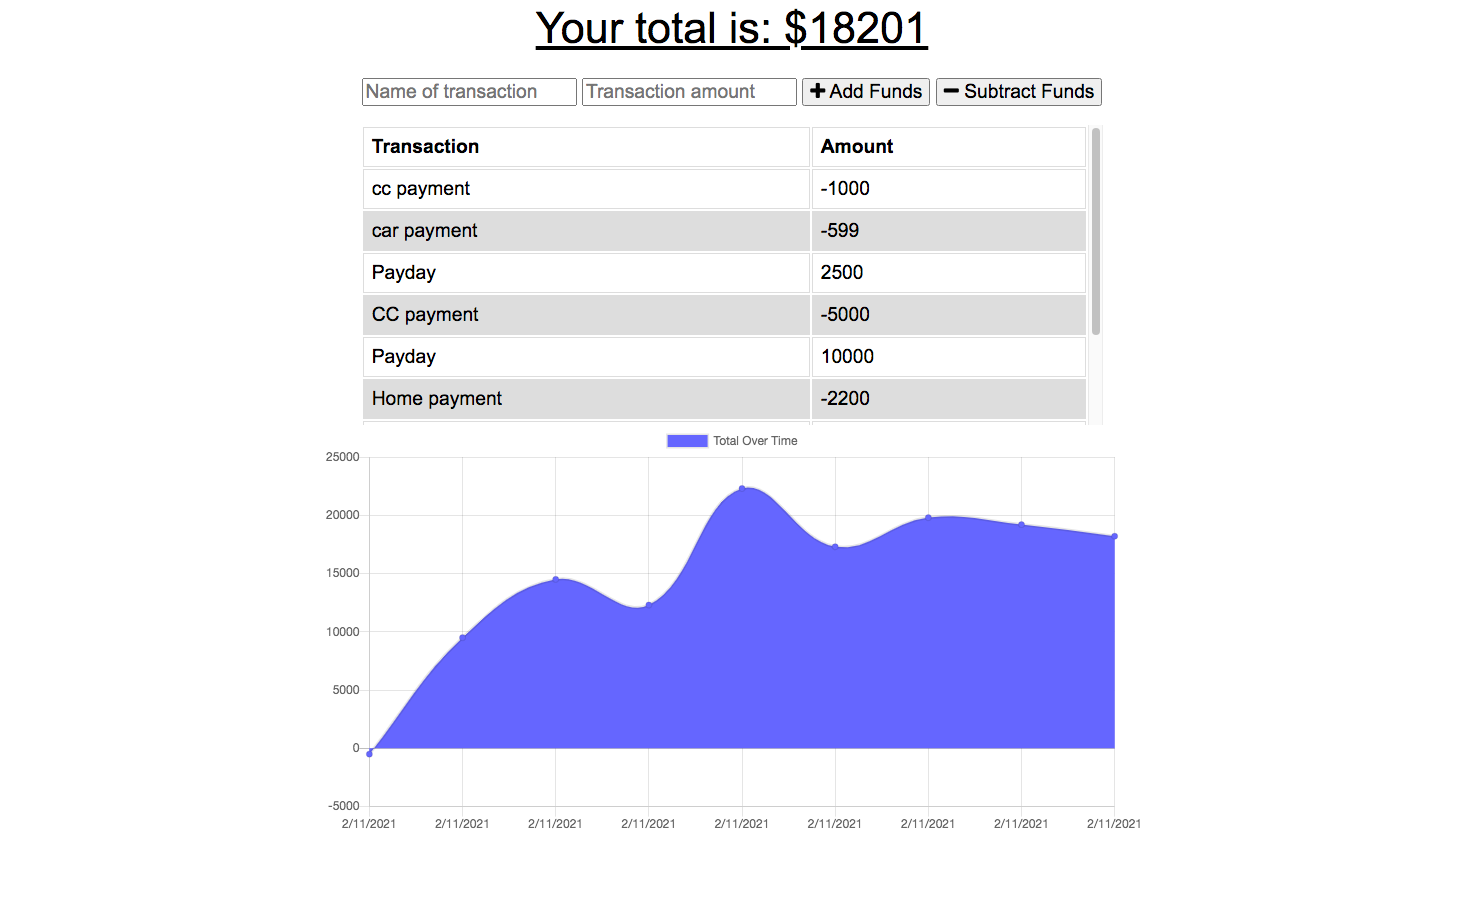 Your total is: $18201
Name of transaction Transaction amount Add Funds Subtract Funds
Transaction Amount
cc payment -1000
car payment -599
Payday 2500
CC payment -5000
Payday 10000
Home payment -2200
Total Over Time
25000
20000
15000
10000
5000
0
-5000
2/11/2021 2/11/2021 2/11/2021 2/11/2021 2/11/2021 2/11/2021 2/11/2021 2/11/2021 2/11/2021